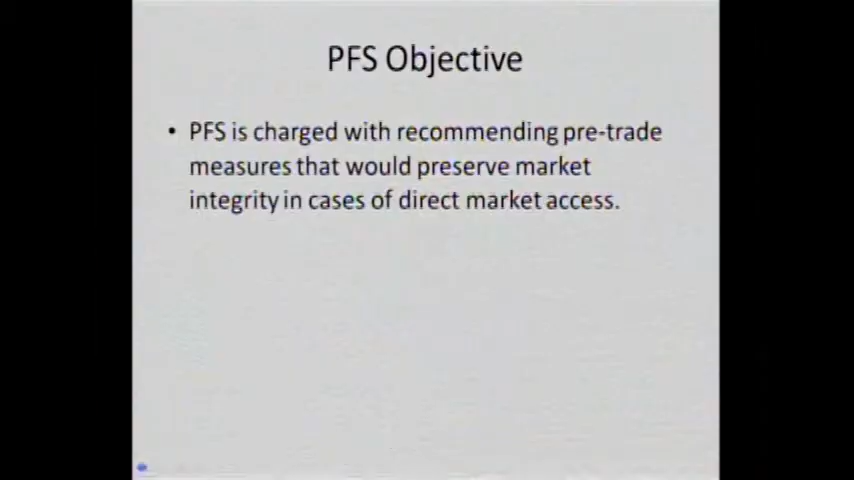 PFS Objective
• PFS is charged with recommending pre-trade
measures that would preserve market
integrity in cases of direct market access.